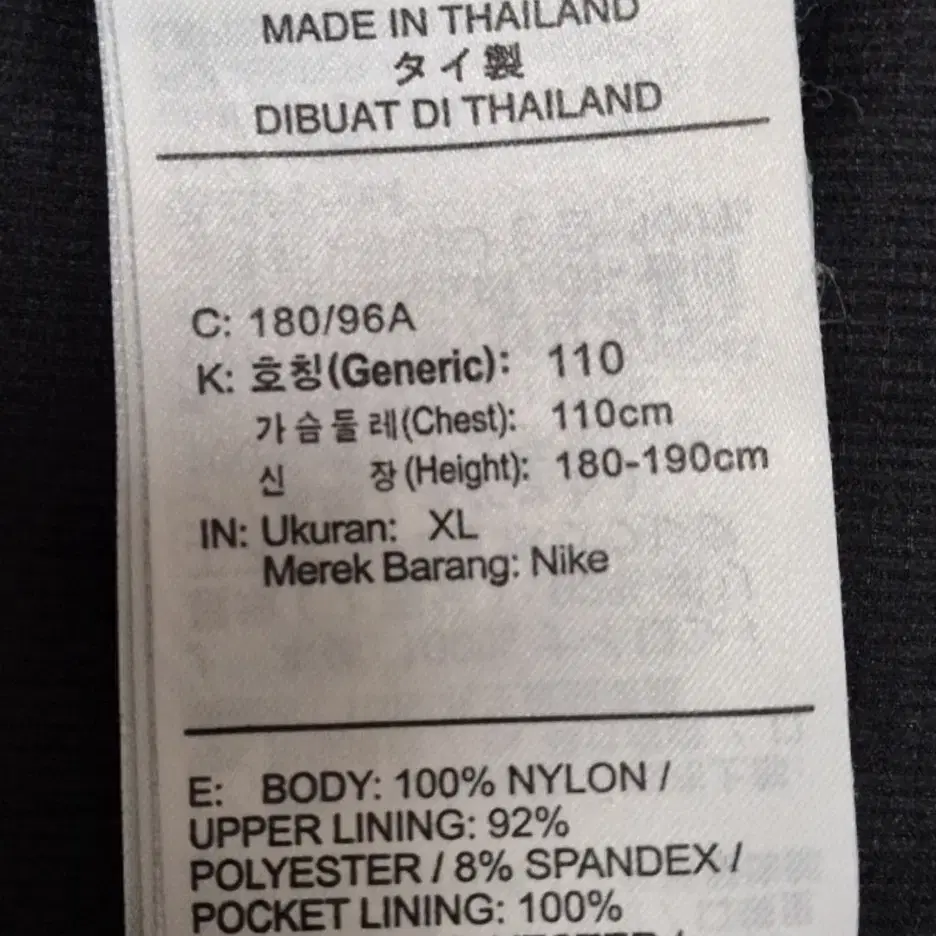 MADE IN THAILAND
タイ製
DIBUAT DI THAILAND
C: 180/96A
K: 호칭(Generic): 110
가슴둘레(Chest): 110cm
신 장(Height): 180-190cm
IN: Ukuran: XL
Merek Barang: Nike
E: BODY: 100% NYLON /
UPPER LINING: 92%
POLYESTER / 8% SPANDEX /
POCKET LINING: 100%